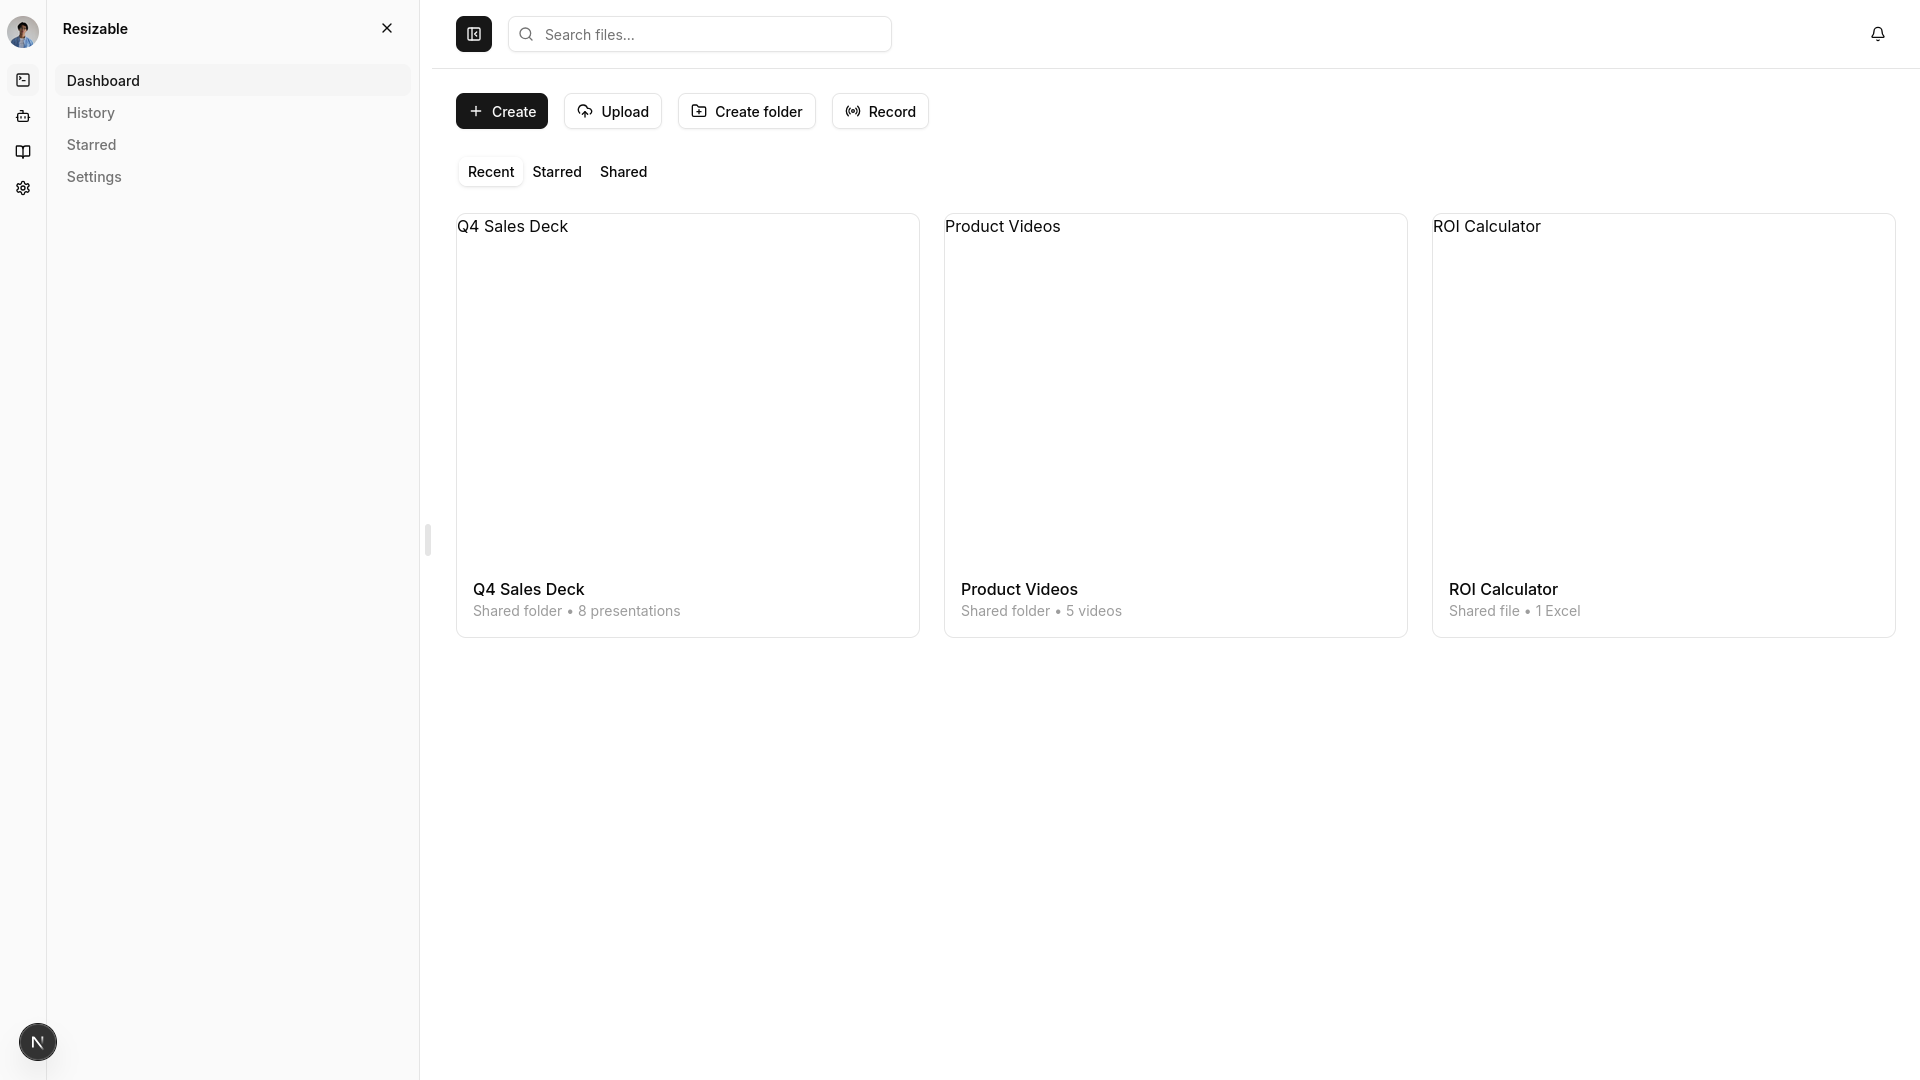 Resizable
Dashboard
History
Starred
Settings
Search files...
Create
Upload
Create folder
Record
Recent
Starred
Shared
Q4 Sales Deck
Product Videos
ROI Calculator
Q4 Sales Deck
Shared folder • 8 presentations
Product Videos
Shared folder • 5 videos
ROI Calculator
Shared file • 1 Excel
N